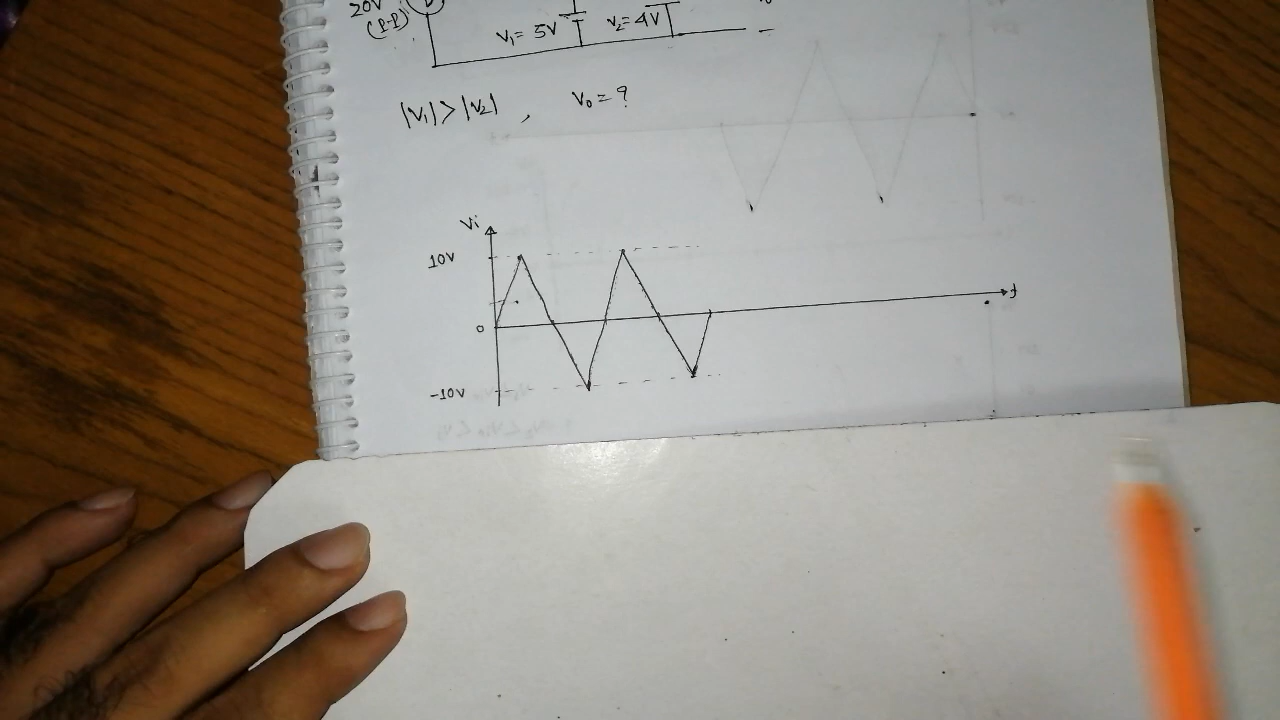 20V
(P-P)
V₁ = 5V
V₂ = 4V
|V₁| > |V₂| , V₀ = ?
Vi
10V
0
t
-10V